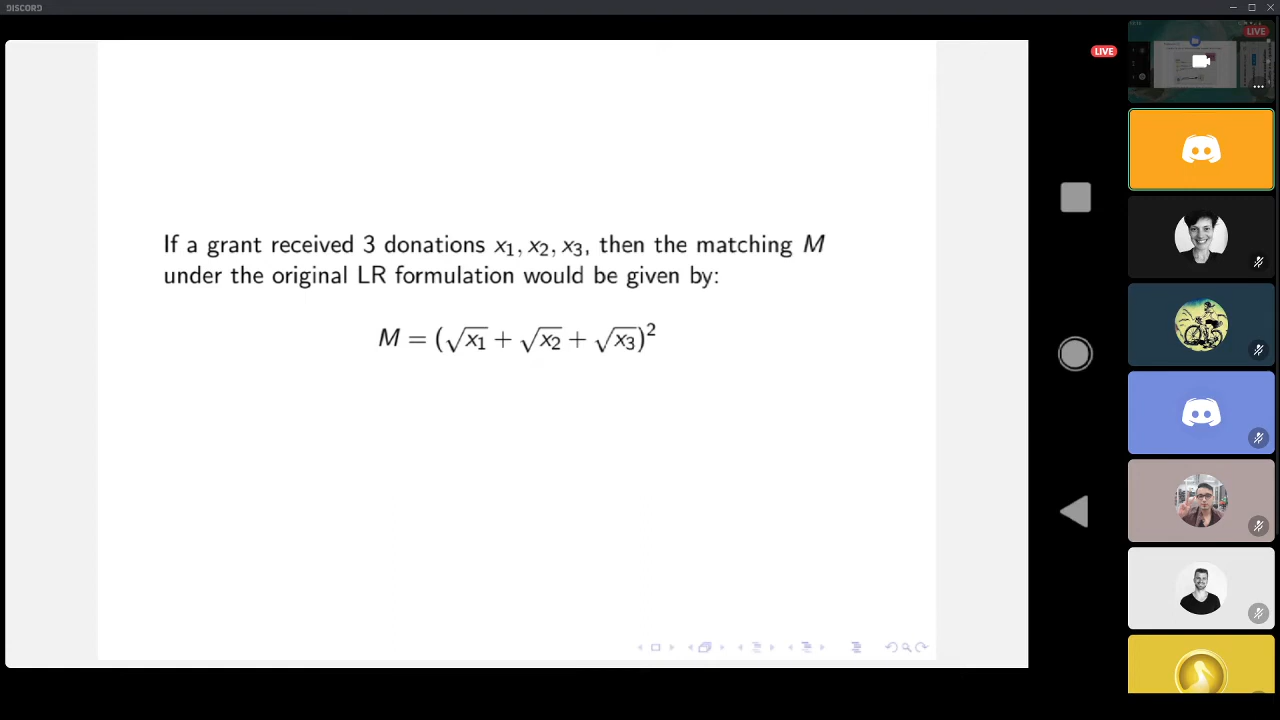 DISCORD
LIVE
LIVE
If a grant received 3 donations x₁, x₂, x₃, then the matching M
under the original LR formulation would be given by:
M = (√x₁ + √x₂ + √x₃)²